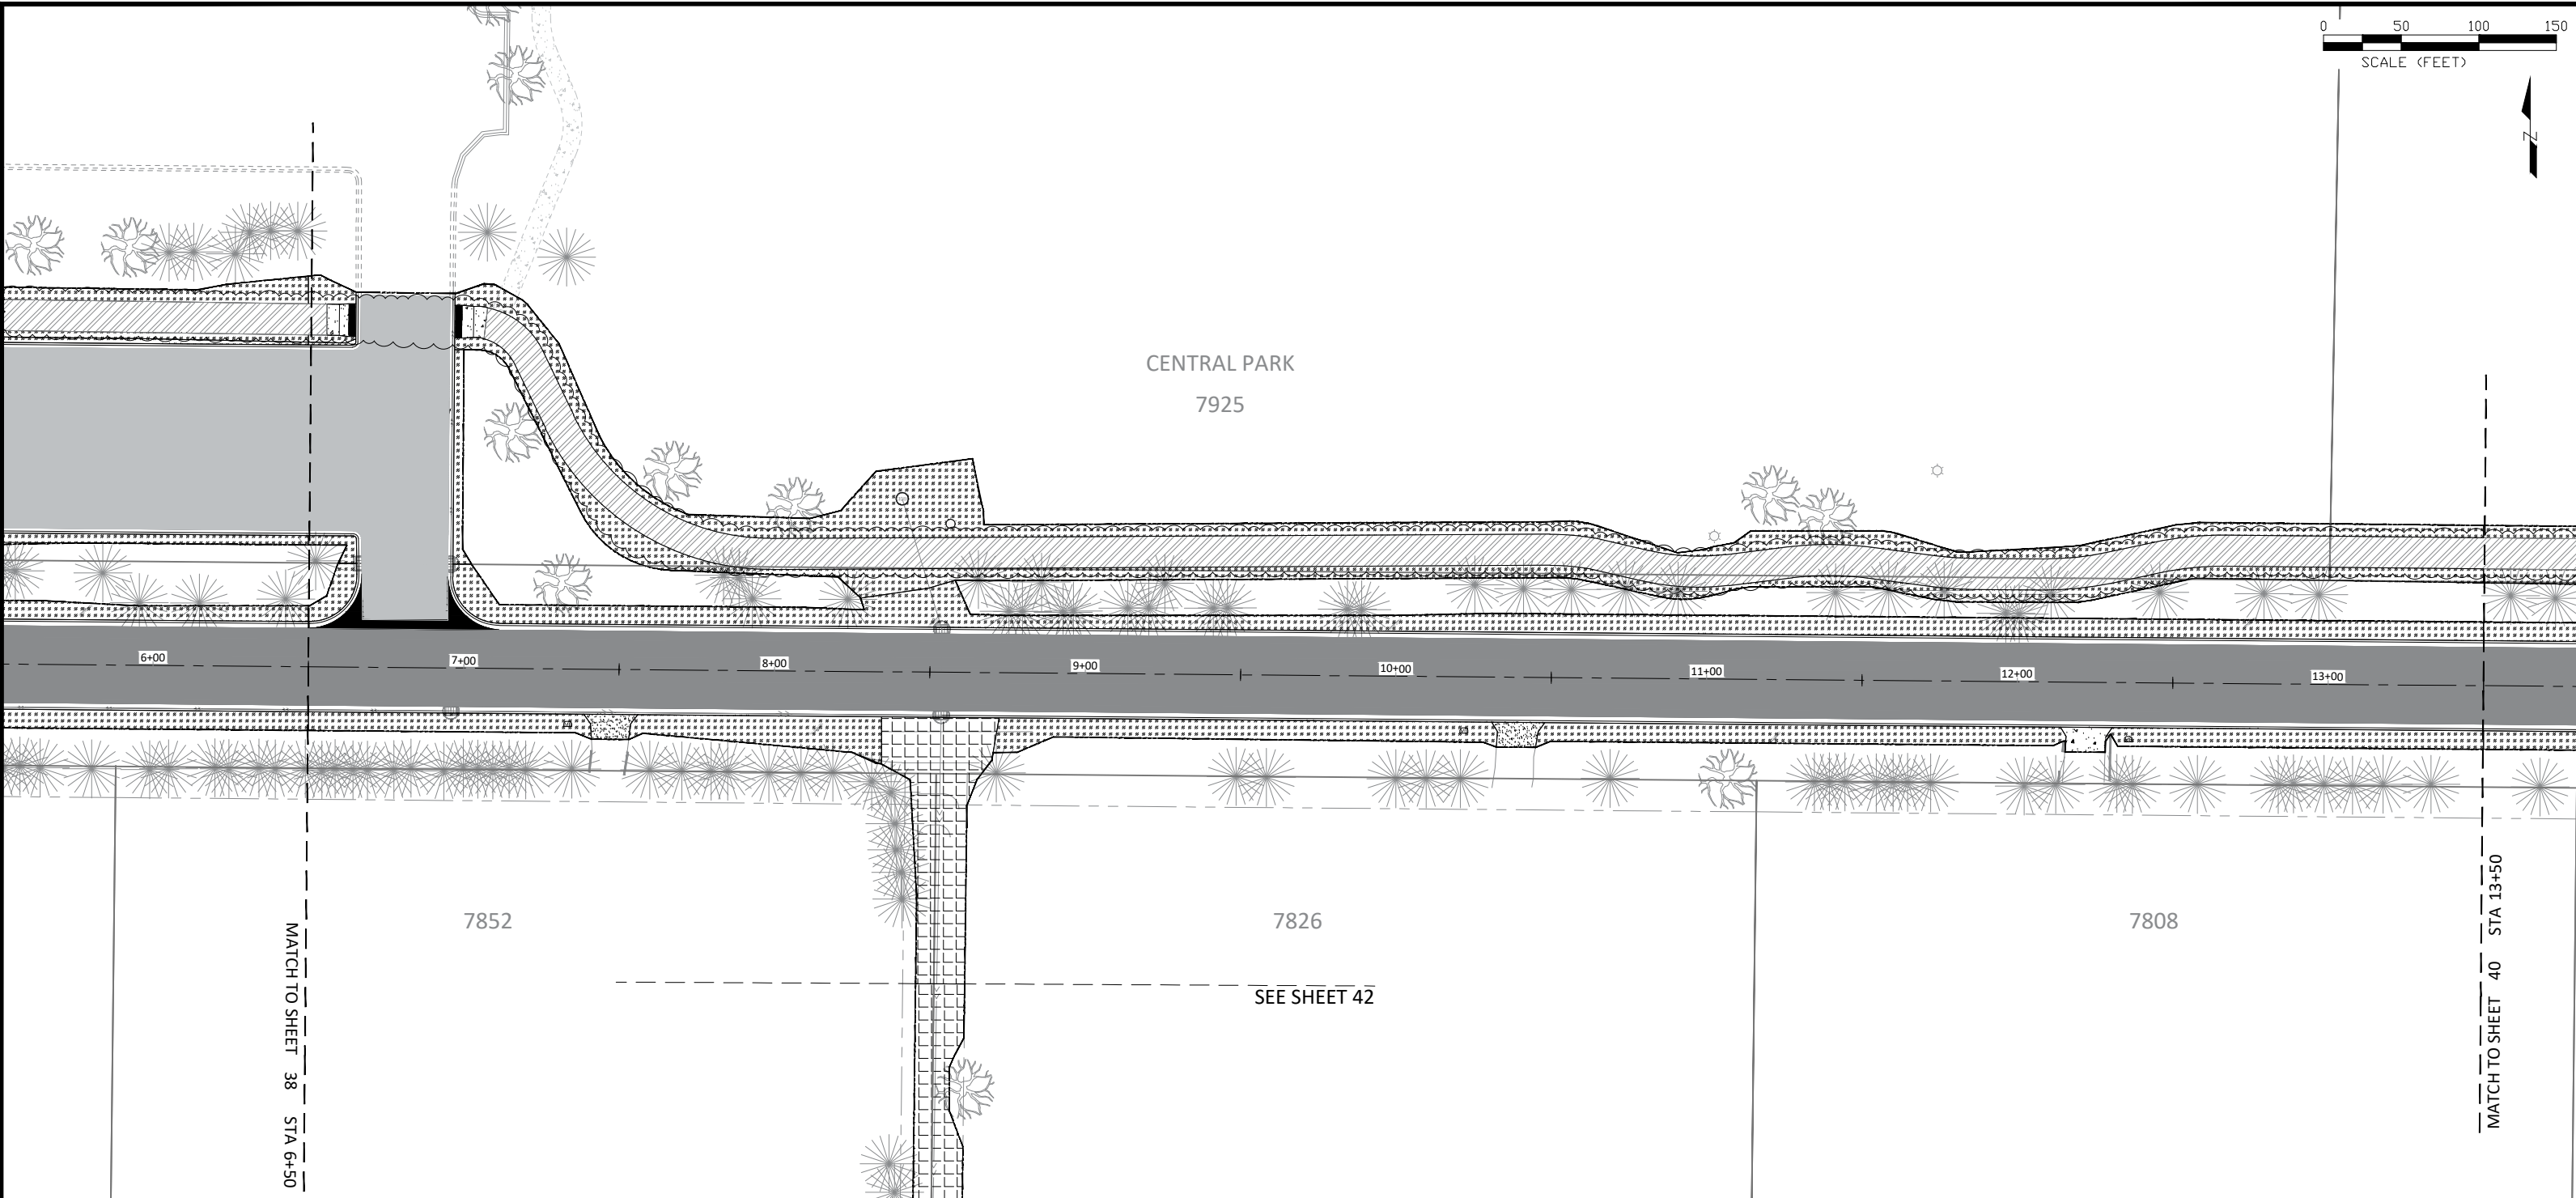 0 50 100 150
SCALE (FEET)
N
CENTRAL PARK
7925
6+00 7+00 8+00 9+00 10+00 11+00 12+00 13+00
7852 7826 7808
SEE SHEET 42
MATCH TO SHEET 38 STA 6+50
MATCH TO SHEET 40 STA 13+50